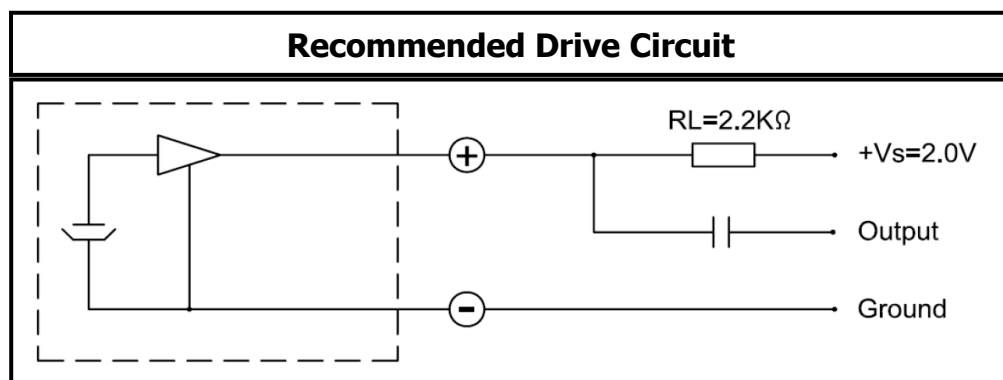 Recommended Drive Circuit
RL=2.2KΩ
+ +Vs=2.0V
Output
- Ground